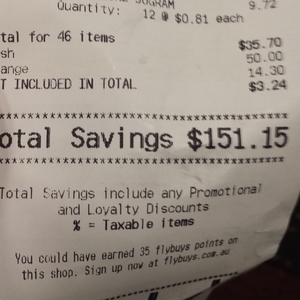 Quantity: 12 @ $0.81 each 9.72
tal for 46 items $35.70
sh 50.00
ange 14.30
T INCLUDED IN TOTAL $3.24
otal Savings $151.15
Total Savings include any Promotional
and Loyalty Discounts
% = Taxable items
You could have earned 35 flybuys points on
this shop. Sign up now at flybuys.com.au